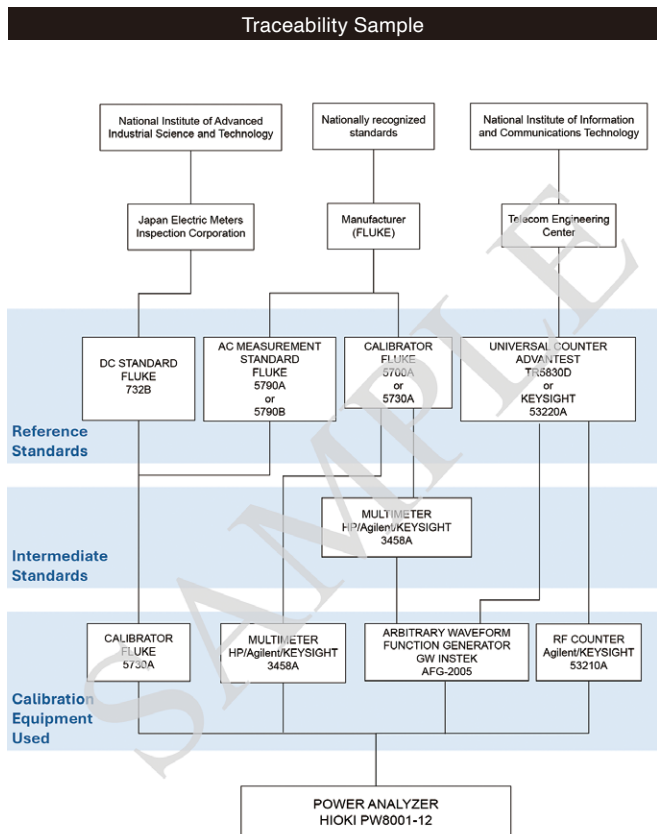 Traceability Sample
National Institute of Advanced
Industrial Science and Technology
Nationally recognized
standards
National Institute of Information
and Communications Technology
Japan Electric Meters
Inspection Corporation
Manufacturer
(FLUKE)
Telecom Engineering
Center
DC STANDARD
FLUKE
732B
AC MEASUREMENT
STANDARD
FLUKE
5790A
or
5790B
CALIBRATOR
FLUKE
5700A
or
5730A
UNIVERSAL COUNTER
ADVANTEST
TR5830D
or
KEYSIGHT
53220A
Reference
Standards
MULTIMETER
HP/Agilent/KEYSIGHT
3458A
Intermediate
Standards
CALIBRATOR
FLUKE
5730A
MULTIMETER
HP/Agilent/KEYSIGHT
3458A
ARBITRARY WAVEFORM
FUNCTION GENERATOR
GW INSTEK
AFG-2005
RF COUNTER
Agilent/KEYSIGHT
53210A
Calibration
Equipment
Used
POWER ANALYZER
HIOKI PW8001-12
SAMPLE